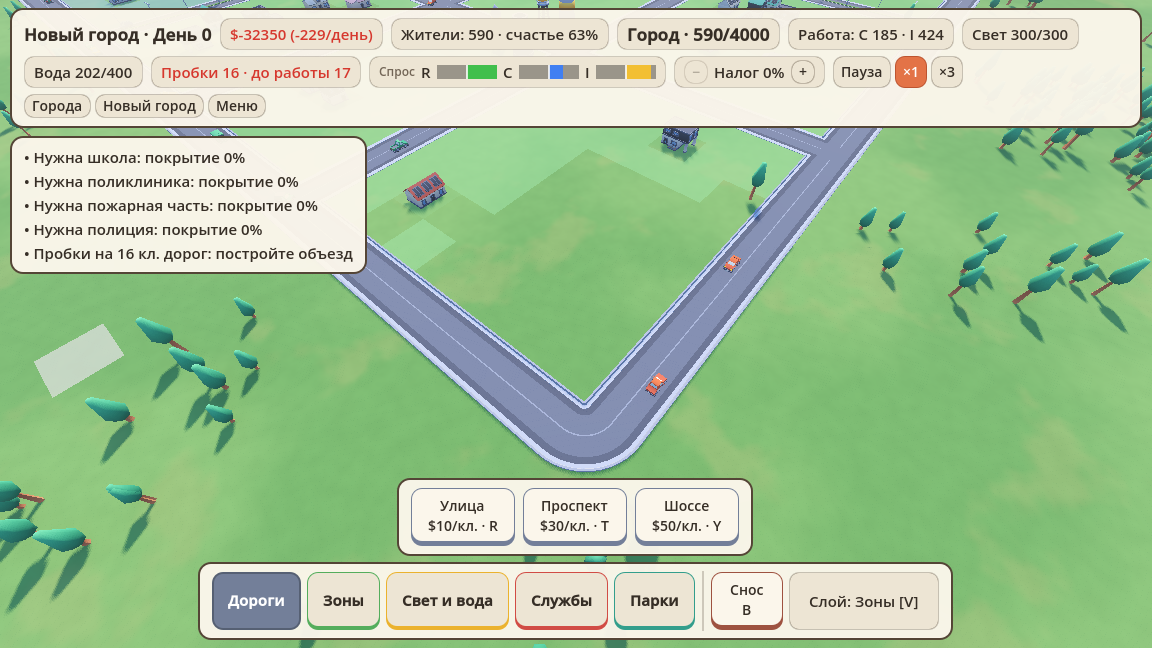 Новый город · День 0
$-32350 (-229/день)
Жители: 590 · счастье 63%
Город · 590/4000
Работа: C 185 · I 424
Свет 300/300
Вода 202/400
Пробки 16 · до работы 17
Спрос R C I
− Налог 0% +
Пауза
×1
×3
Города
Новый город
Меню
• Нужна школа: покрытие 0%
• Нужна поликлиника: покрытие 0%
• Нужна пожарная часть: покрытие 0%
• Нужна полиция: покрытие 0%
• Пробки на 16 кл. дорог: постройте объезд
Улица
$10/кл. · R
Проспект
$30/кл. · T
Шоссе
$50/кл. · Y
Дороги
Зоны
Свет и вода
Службы
Парки
Снос
B
Слой: Зоны [V]